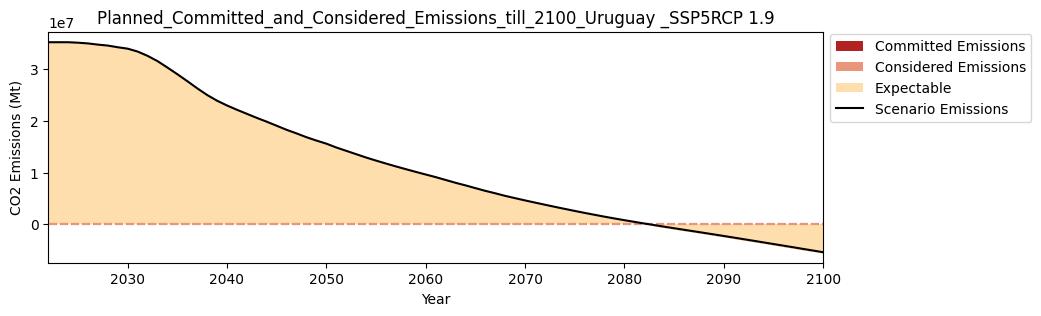 Planned_Committed_and_Considered_Emissions_till_2100_Uruguay _SSP5RCP 1.9
1e7
3
2
1
0
CO2 Emissions (Mt)
2030 2040 2050 2060 2070 2080 2090 2100
Year
Committed Emissions
Considered Emissions
Expectable
Scenario Emissions